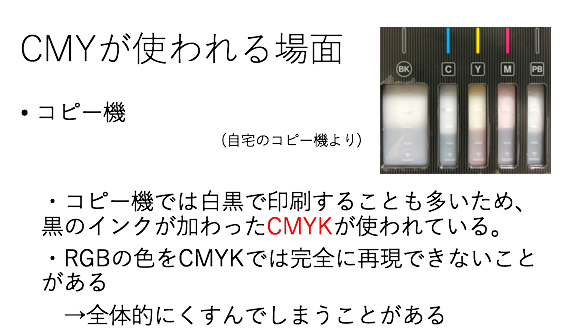 CMYが使われる場面
BK C Y M PB
• コピー機
（自宅のコピー機より）
・コピー機では白黒で印刷することも多いため、
黒のインクが加わったCMYKが使われている。
・RGBの色をCMYKでは完全に再現できないこと
がある
→全体的にくすんでしまうことがある